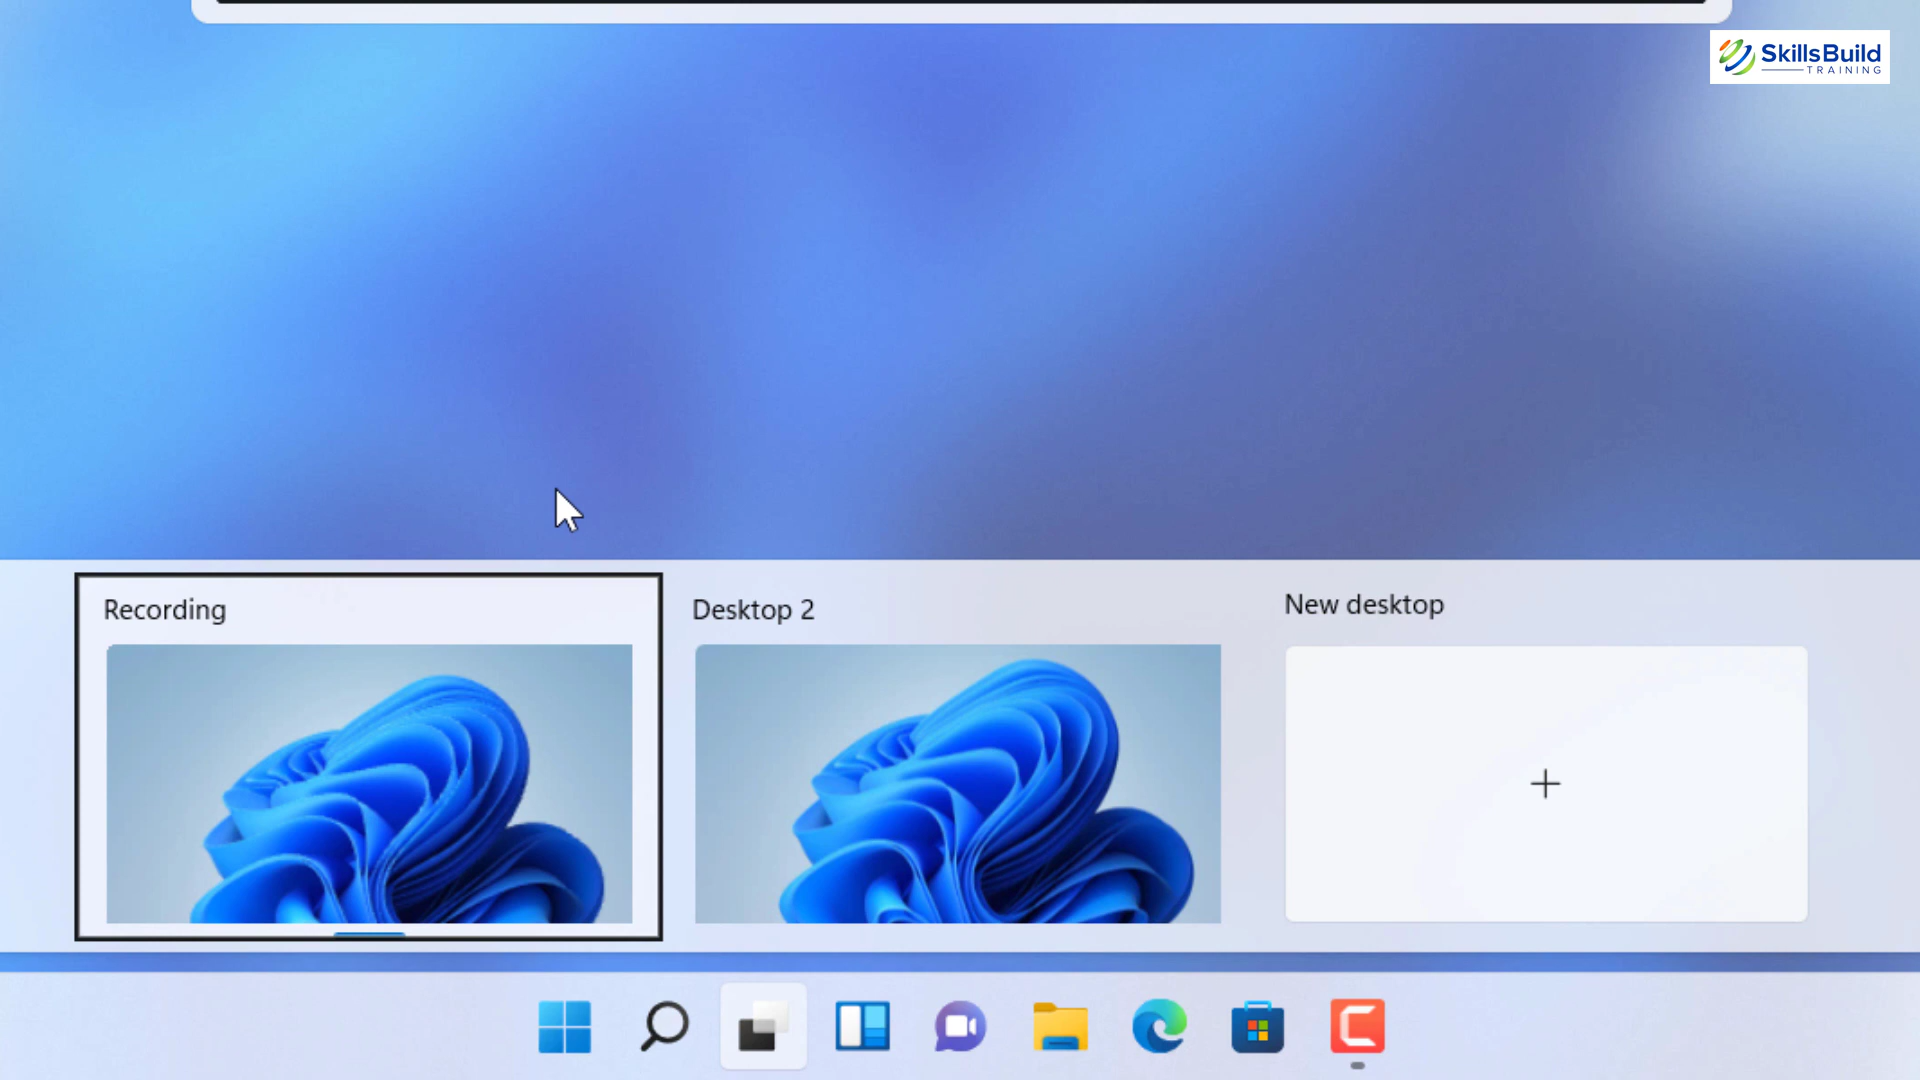 SkillsBuild
TRAINING
Recording
Desktop 2
New desktop